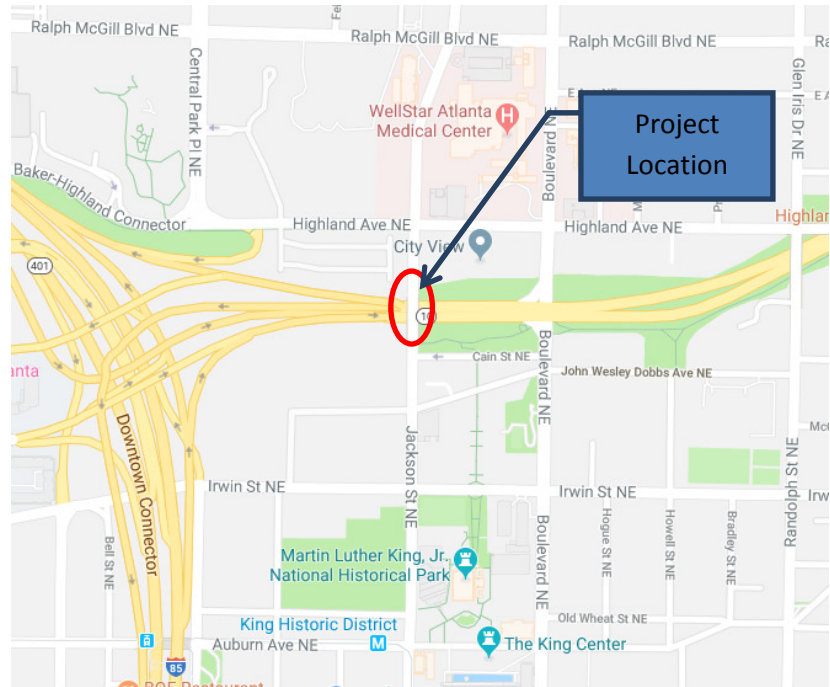 Ralph McGill Blvd NE
Ralph McGill Blvd NE
Ralph McGill Blvd NE
Central Park Pl NE
Glen Iris Dr NE
WellStar Atlanta
Medical Center
H
Boulevard NE
Project
Location
Baker-Highland Connector
Highland Ave NE
Highland Ave NE
Highland
City View
401
10
Cain St NE
John Wesley Dobbs Ave NE
Boulevard NE
Downtown Connector
Jackson St NE
Randolph St NE
Irwin St NE
Irwin St NE
Irw
Bell St NE
Boulevard NE
Hogue St NE
Howell St NE
Bradley St NE
Martin Luther King, Jr.
National Historical Park
Old Wheat St NE
King Historic District
Auburn Ave NE
M
The King Center
85